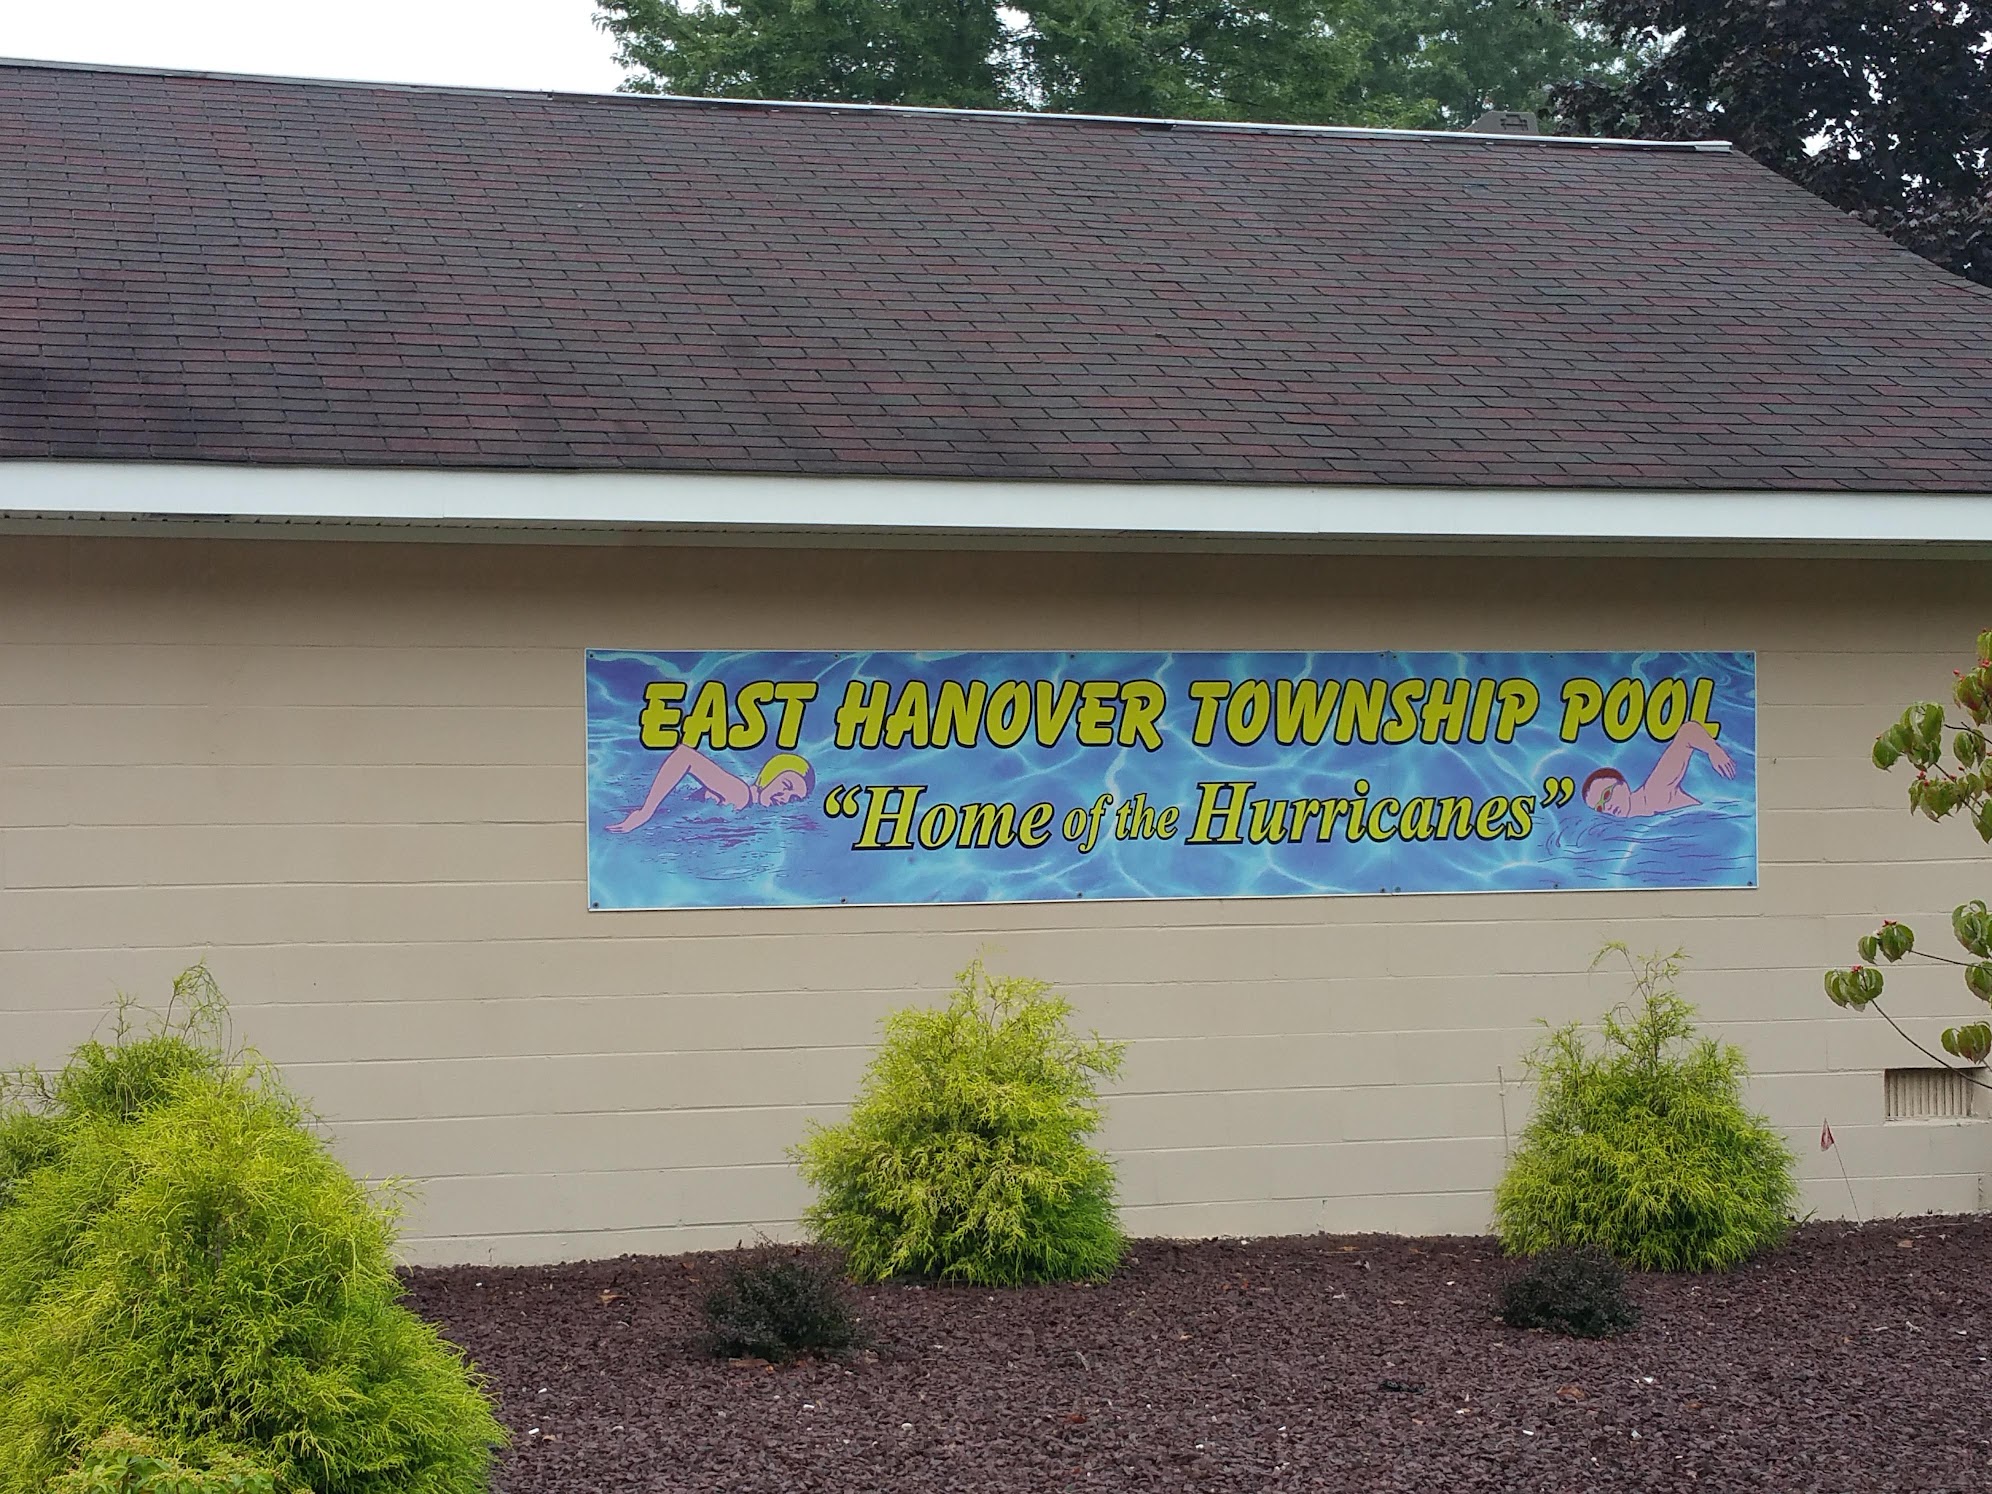 EAST HANOVER TOWNSHIP POOL
“Home of the Hurricanes”